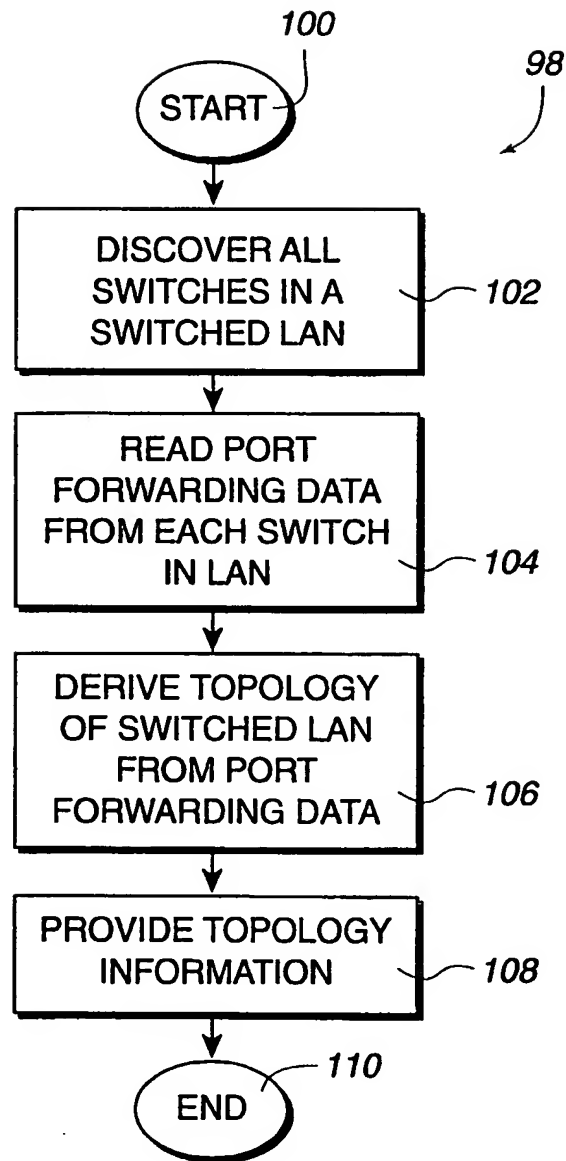 100
START
98
DISCOVER ALL
SWITCHES IN A
SWITCHED LAN
102
READ PORT
FORWARDING DATA
FROM EACH SWITCH
IN LAN
104
DERIVE TOPOLOGY
OF SWITCHED LAN
FROM PORT
FORWARDING DATA
106
PROVIDE TOPOLOGY
INFORMATION
108
110
END